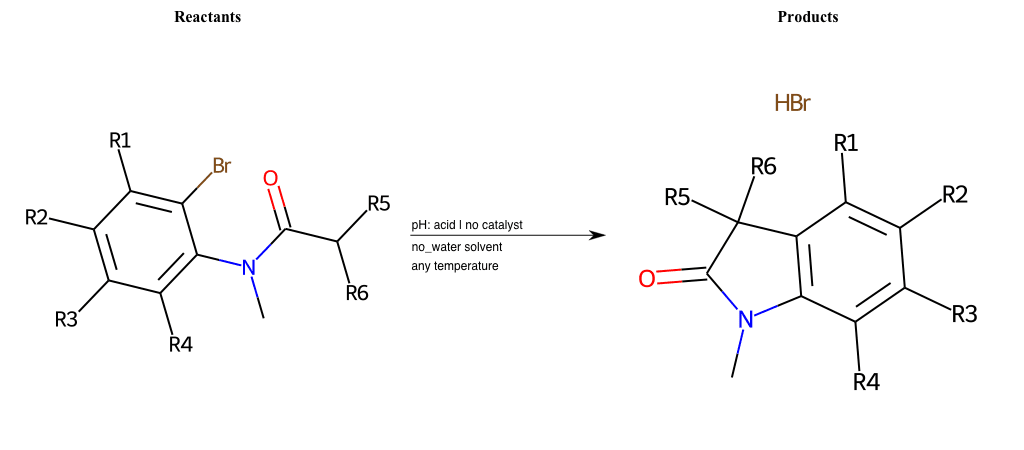 Reactants
Products
HBr
R1
Br
O
R2
R5
N
R6
R3
R4
pH: acid | no catalyst
no_water solvent
any temperature
R1
R6
R5
R2
O
N
R3
R4